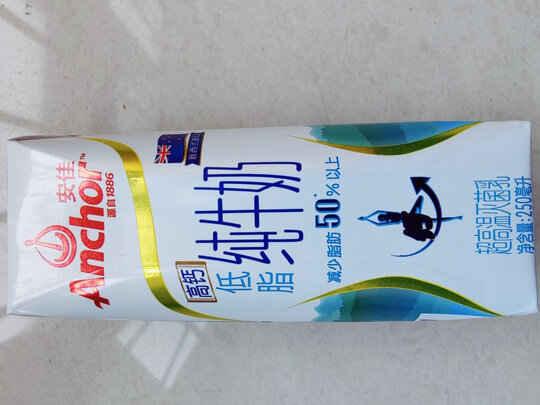 安佳
Anchor™
源自1886
高钙
低脂
纯牛奶
减少脂肪50%以上
超高温灭菌乳
净含量:250毫升